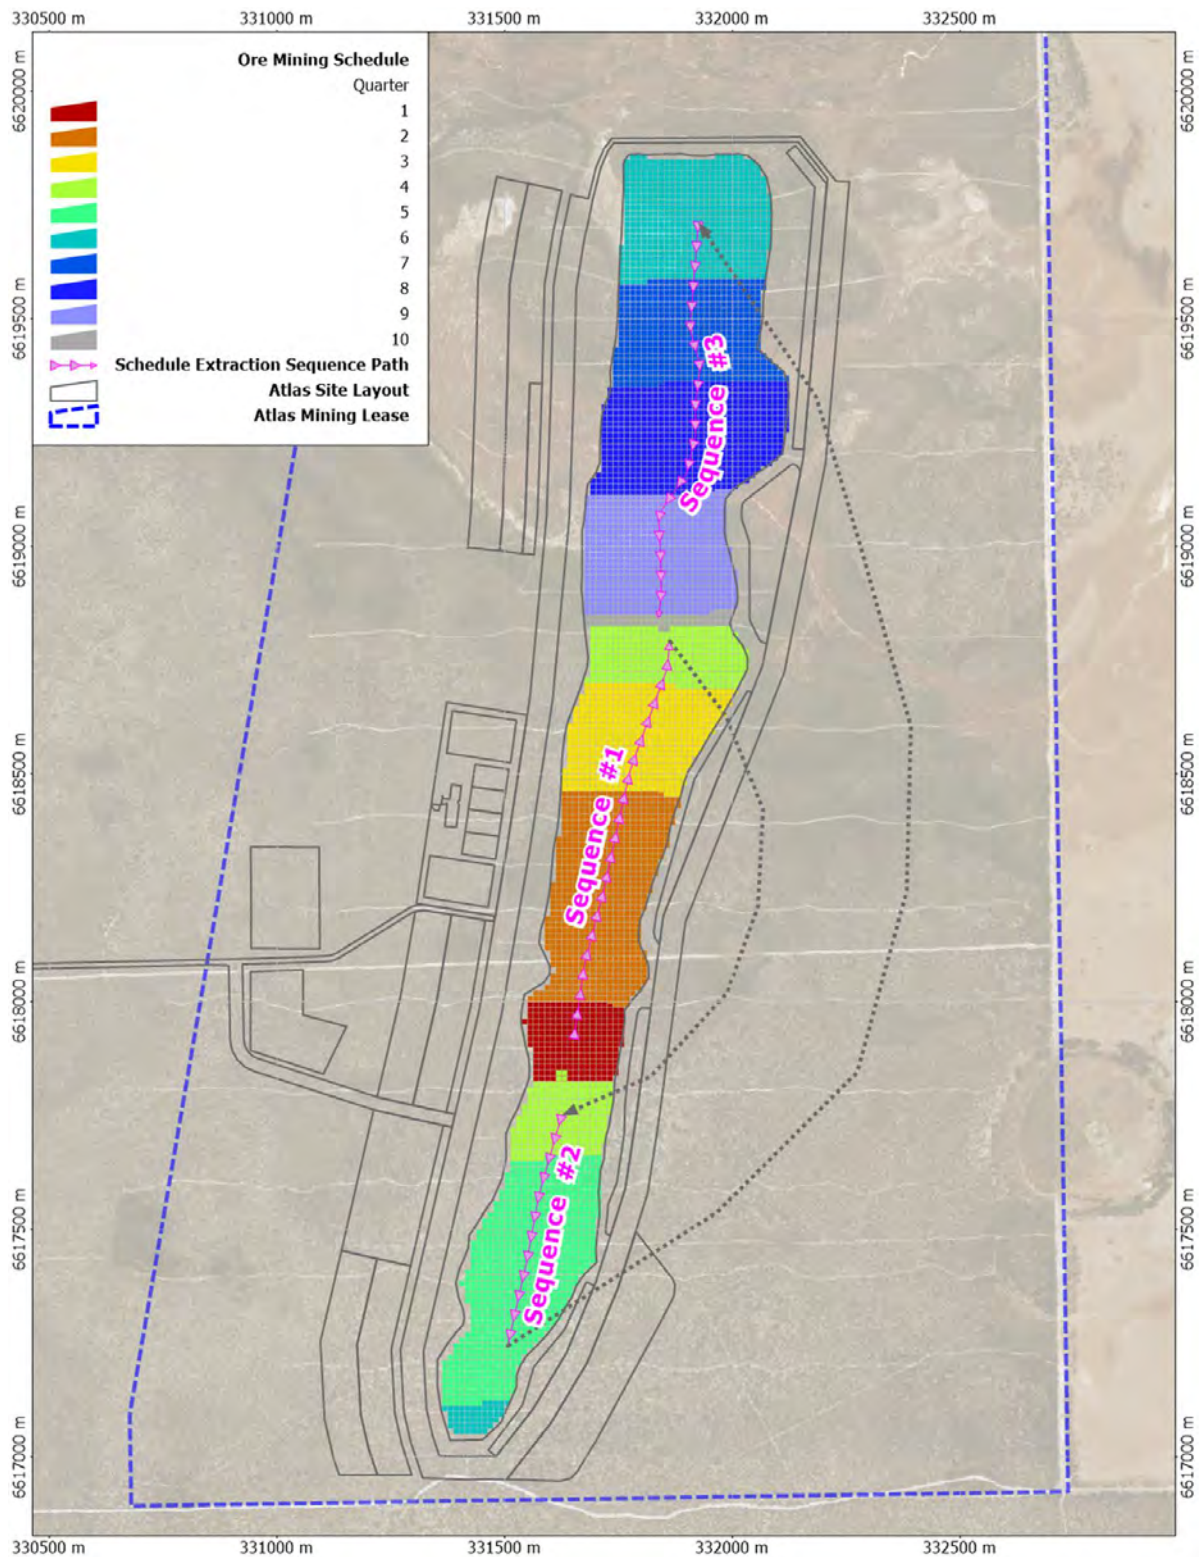 330500 m
331000 m
331500 m
332000 m
332500 m
Ore Mining Schedule
Quarter
1
2
3
4
5
6
7
8
9
10
Schedule Extraction Sequence Path
Atlas Site Layout
Atlas Mining Lease
6620000 m
6619500 m
6619000 m
6618500 m
6618000 m
6617500 m
6617000 m
Sequence #3
Sequence #1
Sequence #2
6620000 m
6619500 m
6619000 m
6618500 m
6618000 m
6617500 m
6617000 m
330500 m
331000 m
331500 m
332000 m
332500 m